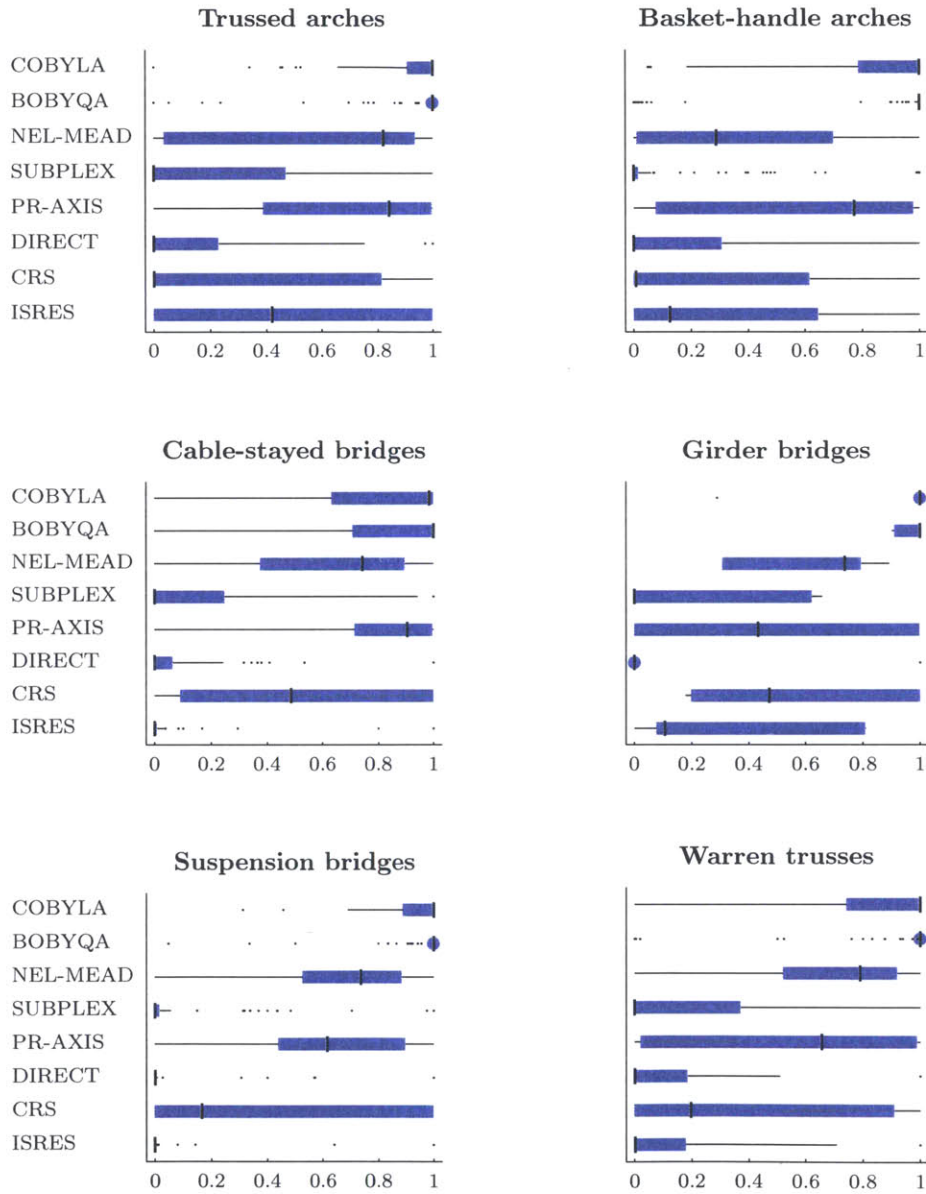 Trussed arches
Basket-handle arches
COBYLA
BOBYQA
NEL-MEAD
SUBPLEX
PR-AXIS
DIRECT
CRS
ISRES
0 0.2 0.4 0.6 0.8 1
0 0.2 0.4 0.6 0.8 1
Cable-stayed bridges
Girder bridges
COBYLA
BOBYQA
NEL-MEAD
SUBPLEX
PR-AXIS
DIRECT
CRS
ISRES
0 0.2 0.4 0.6 0.8 1
0 0.2 0.4 0.6 0.8 1
Suspension bridges
Warren trusses
COBYLA
BOBYQA
NEL-MEAD
SUBPLEX
PR-AXIS
DIRECT
CRS
ISRES
0 0.2 0.4 0.6 0.8 1
0 0.2 0.4 0.6 0.8 1